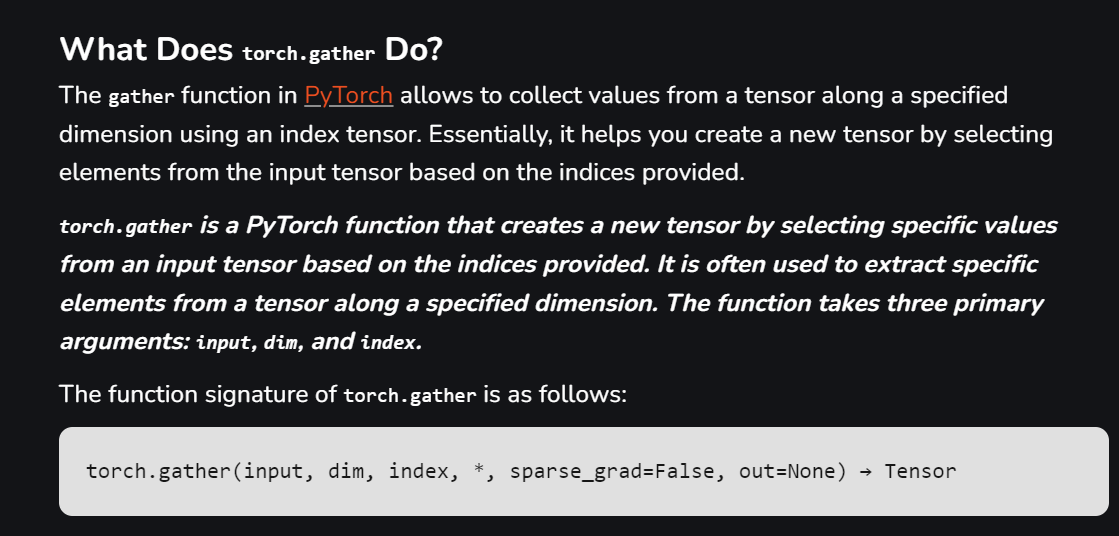 What Does torch.gather Do?
The gather function in PyTorch allows to collect values from a tensor along a specified
dimension using an index tensor. Essentially, it helps you create a new tensor by selecting
elements from the input tensor based on the indices provided.
torch.gather is a PyTorch function that creates a new tensor by selecting specific values
from an input tensor based on the indices provided. It is often used to extract specific
elements from a tensor along a specified dimension. The function takes three primary
arguments: input, dim, and index.
The function signature of torch.gather is as follows:
torch.gather(input, dim, index, *, sparse_grad=False, out=None) → Tensor